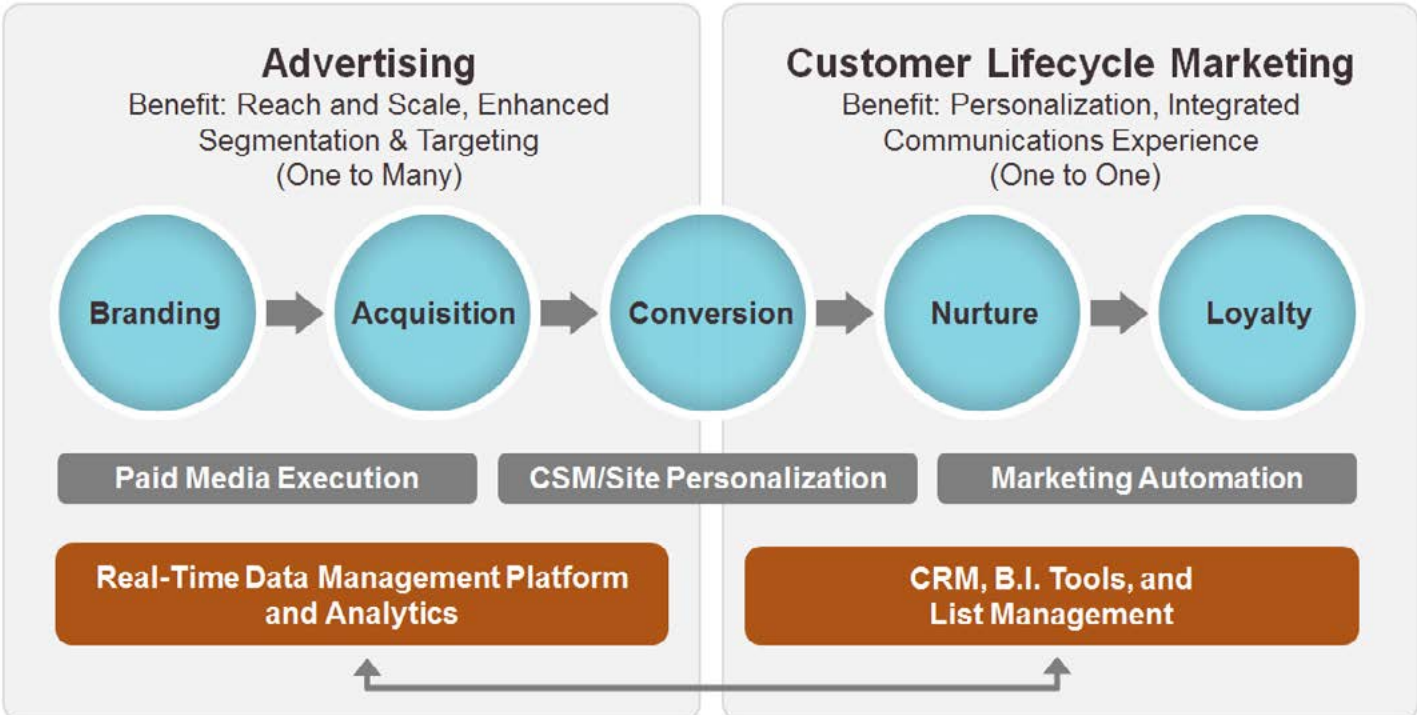 Advertising
Benefit: Reach and Scale, Enhanced
Segmentation & Targeting
(One to Many)
Customer Lifecycle Marketing
Benefit: Personalization, Integrated
Communications Experience
(One to One)
Branding
Acquisition
Conversion
Nurture
Loyalty
Paid Media Execution
CSM/Site Personalization
Marketing Automation
Real-Time Data Management Platform
and Analytics
CRM, B.I. Tools, and
List Management